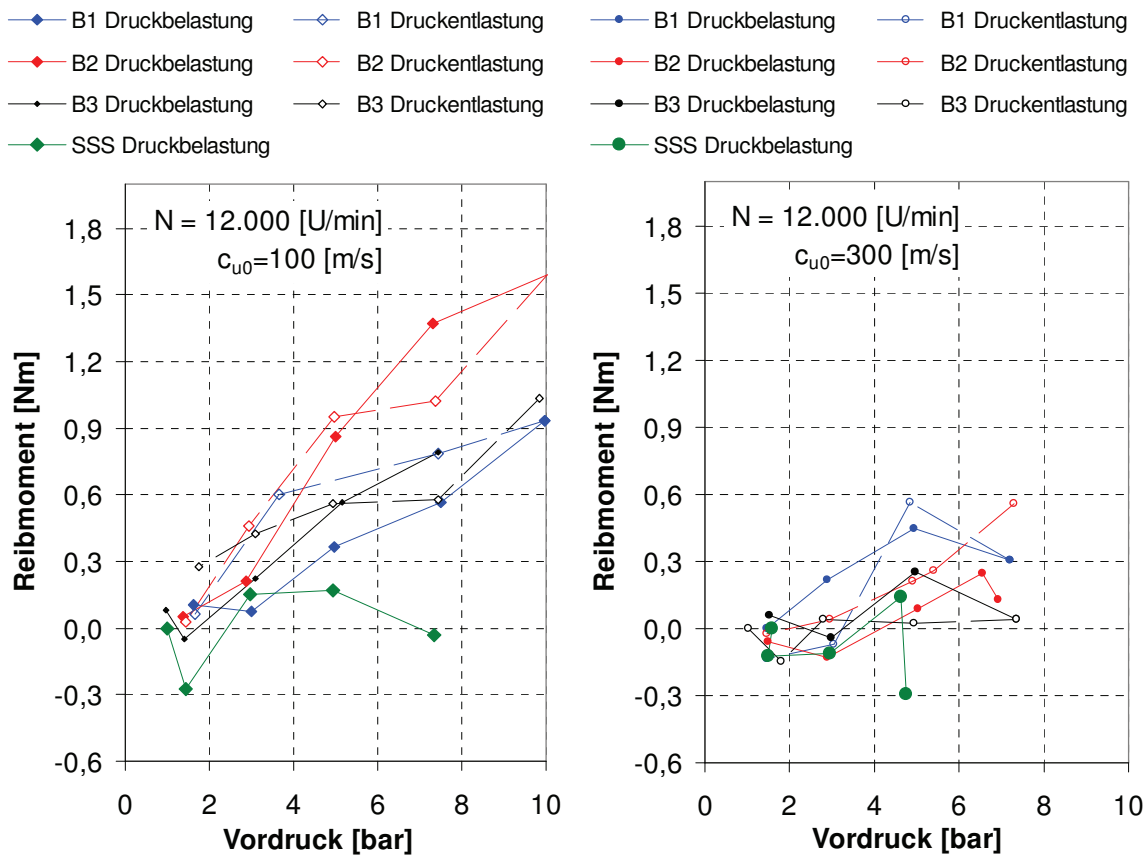 B1 Druckbelastung
B1 Druckentlastung
B2 Druckbelastung
B2 Druckentlastung
B3 Druckbelastung
B3 Druckentlastung
SSS Druckbelastung
N = 12.000 [U/min]
c_u0=100 [m/s]
Reibmoment [Nm]
1,8
1,5
1,2
0,9
0,6
0,3
0,0
-0,3
-0,6
0 2 4 6 8 10
Vordruck [bar]
B1 Druckbelastung
B1 Druckentlastung
B2 Druckbelastung
B2 Druckentlastung
B3 Druckbelastung
B3 Druckentlastung
SSS Druckbelastung
N = 12.000 [U/min]
c_u0=300 [m/s]
Reibmoment [Nm]
1,8
1,5
1,2
0,9
0,6
0,3
0,0
-0,3
-0,6
0 2 4 6 8 10
Vordruck [bar]